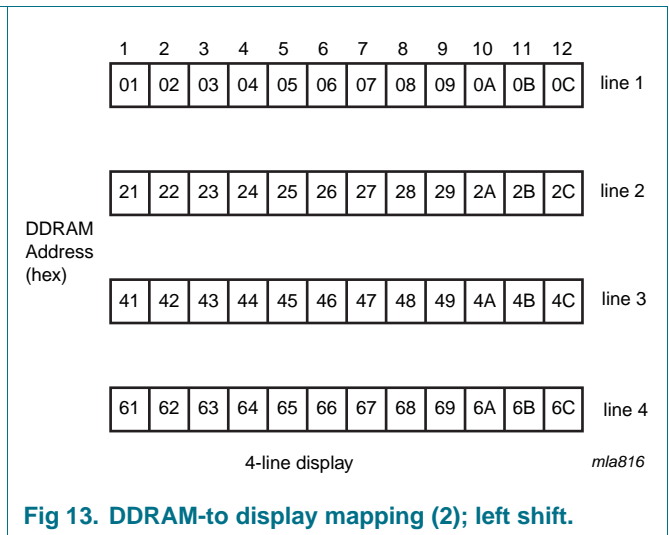 1 2 3 4 5 6 7 8 9 10 11 12
01 02 03 04 05 06 07 08 09 0A 0B 0C line 1
21 22 23 24 25 26 27 28 29 2A 2B 2C line 2
DDRAM
Address
(hex)
41 42 43 44 45 46 47 48 49 4A 4B 4C line 3
61 62 63 64 65 66 67 68 69 6A 6B 6C line 4
4-line display mla816
Fig 13. DDRAM-to display mapping (2); left shift.